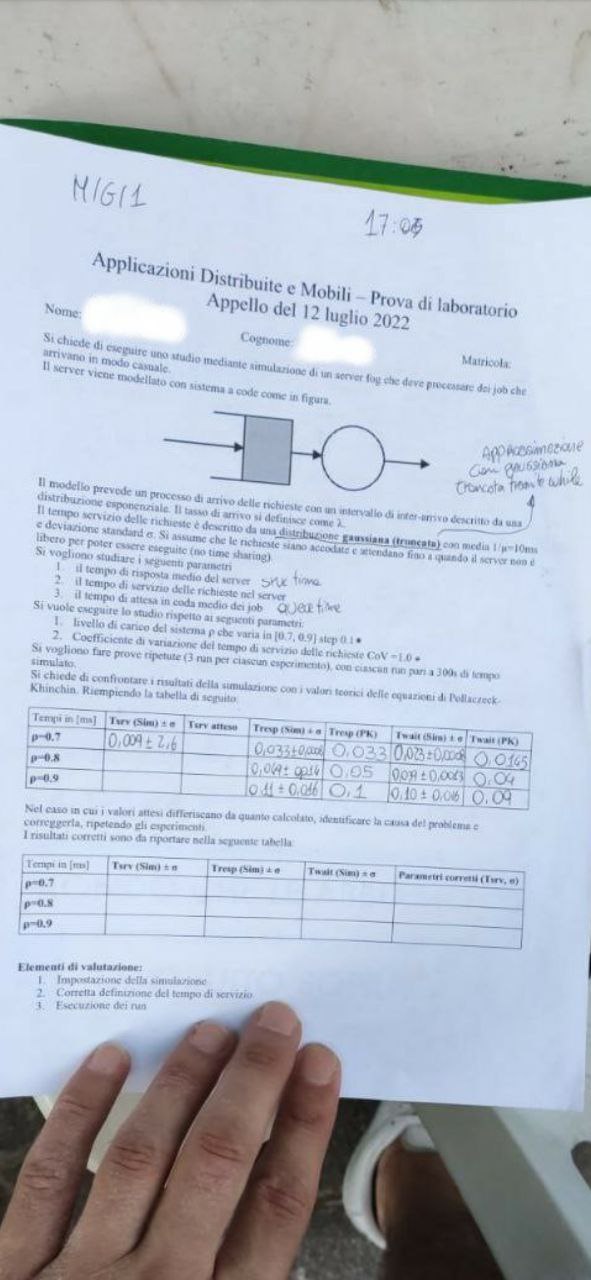 M/G/1
17:05
Applicazioni Distribuite e Mobili – Prova di laboratorio
Appello del 12 luglio 2022
Nome:
Cognome:
Matricola:
Si chiede di eseguire uno studio mediante simulazione di un server fog che deve processare dei job che
arrivano in modo casuale.
Il server viene modellato con sistema a code come in figura.
Approssimazione
con gaussiana
troncata tramite while
Il modello prevede un processo di arrivo delle richieste con un intervallo di inter-arrivo descritto da una
distribuzione esponenziale. Il tasso di arrivo si definisce come λ.
Il tempo servizio delle richieste è descritto da una distribuzione gaussiana (troncata) con media 1/μ=10ms
e deviazione standard σ. Si assume che le richieste siano accodate e attendano fino a quando il server non è
libero per poter essere eseguite (no time sharing).
Si vogliono studiare i seguenti parametri
1. il tempo di risposta medio del server
2. il tempo di servizio delle richieste nel server
3. il tempo di attesa in coda medio dei job
Si vuole eseguire lo studio rispetto ai seguenti parametri:
1. livello di carico del sistema ρ che varia in [0.7, 0.9] step 0.1
2. Coefficiente di variazione del tempo di servizio delle richieste CoV =1.0
Si vogliono fare prove ripetute (3 run per ciascun esperimento), con ciascun run pari a 300s di tempo
simulato.
Si chiede di confrontare i risultati della simulazione con i valori teorici delle equazioni di Pollaczek-
Khinchin. Riempiendo la tabella di seguito:
Tempi in [ms] Tsrv (Sim) ± σ Tsrv atteso Tresp (Sim) ± σ Tresp (PK) Twait (Sim) ± σ Twait (PK)
ρ=0.7 0,009 ± 2,6 0,033±0,008 0,033 0,023±0,0008 0,0165
ρ=0.8 0,05 0,04
ρ=0.9 0.11 ± 0,016 0,1 0,10 ± 0,016 0,09
Nel caso in cui i valori attesi differiscano da quanto calcolato, identificare la causa del problema e
correggerla, ripetendo gli esperimenti.
I risultati corretti sono da riportare nella seguente tabella:
Tempi in [ms] Tsrv (Sim) ± σ Tresp (Sim) ± σ Twait (Sim) ± σ Parametri corretti (Tsrv, σ)
ρ=0.7
ρ=0.8
ρ=0.9
Elementi di valutazione:
1. Impostazione della simulazione
2. Corretta definizione del tempo di servizio
3. Esecuzione dei run